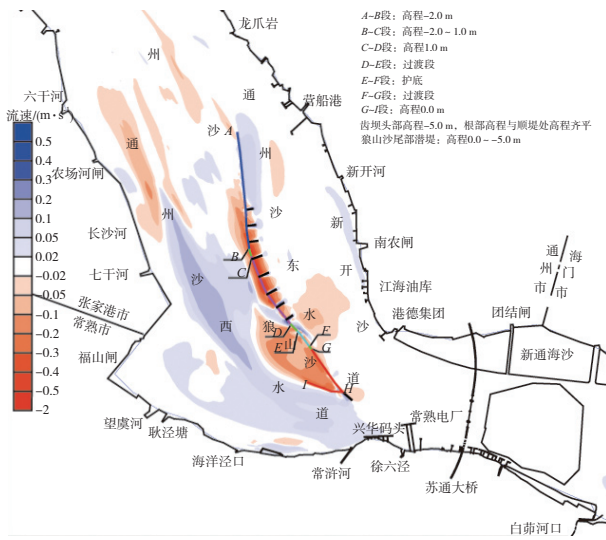 A-B段：高程-2.0 m
B-C段：高程-2.0~1.0 m
C-D段：高程1.0 m
D-E段：过渡段
E-F段：护底
F-G段：过渡段
G-I段：高程0.0 m
齿坝头部高程-5.0 m，根部高程与顺堤处高程齐平
狼山沙尾部潜堤：高程0.0~-5.0 m
龙爪岩
营船港
新开河
南农闸
江海油库
港德集团
团结闸
通州市
海门市
新通海沙
六干河
流速/(m·s
0.5
0.4
0.3
0.2
0.1
0.05
0.02
-0.02
-0.05
-0.1
-0.2
-0.3
-0.4
-0.5
-2
农场河闸
长沙河
七干河
张家港市
常熟市
福山闸
望虞河
耿泾塘
海洋泾口
常浒河
兴华码头
徐六泾
常熟电厂
苏通大桥
白茆河口
通州沙
通州沙东水道
通州沙西水道
狼山沙
新开沙
A
B
C
D
E
E
G
I
H